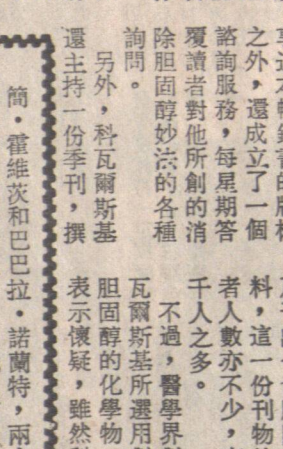 之外,還成立了一個
諮詢服務,每星期答
覆讀者對他所創的消
除胆固醇妙法的各種
詢問。
另外,科瓦爾斯基
還主持一份季刊,撰
料,這一份刊物
者人數亦不少,
千人之多。
不過,醫學界
瓦爾斯基所選用
胆固醇的化學物
表示懷疑,雖然
簡・霍維茨和巴巴拉・諾蘭特,兩